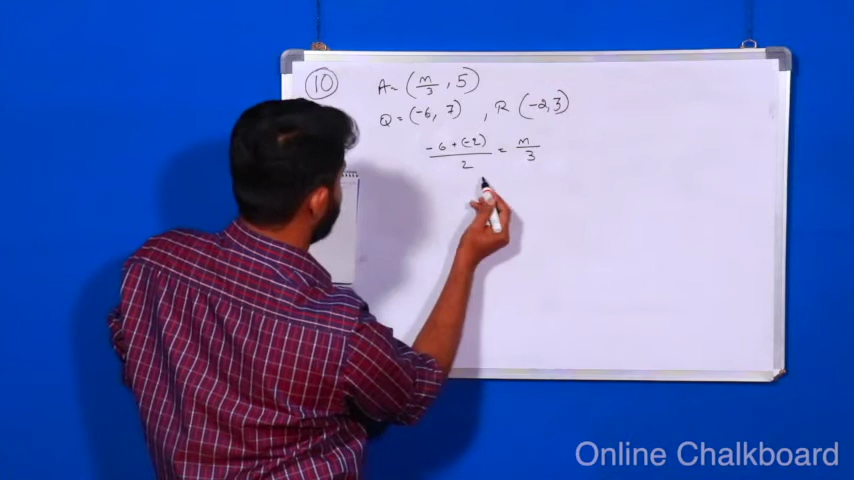 10 A = (m/3, 5)
Q = (-6, 7) , R (-2, 3)
-6 + (-2) / 2 = m/3
Online Chalkboard